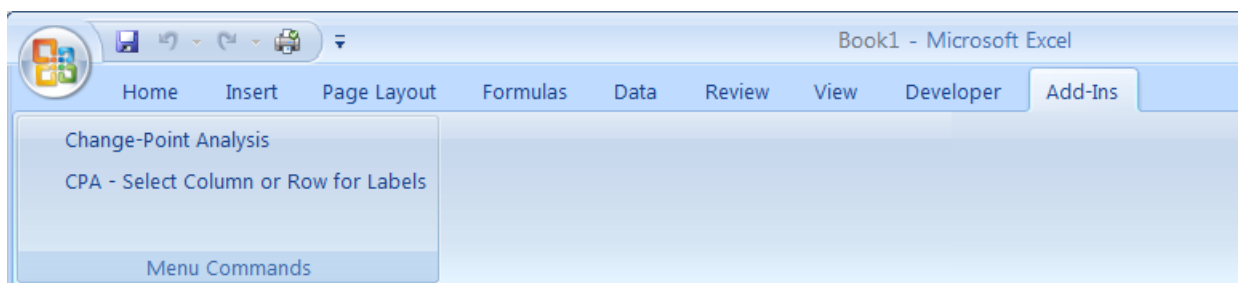 Book1 - Microsoft Excel
Home Insert Page Layout Formulas Data Review View Developer Add-Ins
Change-Point Analysis
CPA - Select Column or Row for Labels
Menu Commands